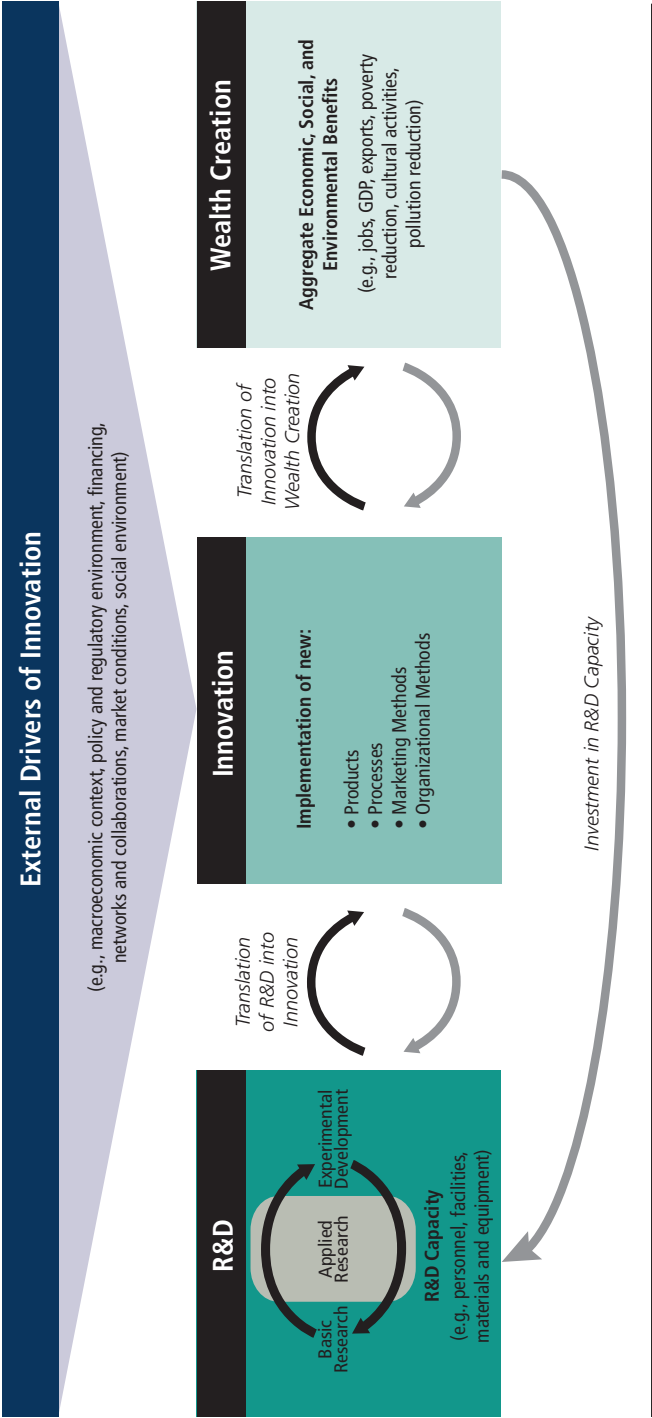 External Drivers of Innovation
(e.g., macroeconomic context, policy and regulatory environment, financing,
networks and collaborations, market conditions, social environment)
R&D
Basic
Research
Applied
Research
Experimental
Development
R&D Capacity
(e.g., personnel, facilities,
materials and equipment)
Translation
of R&D into
Innovation
Innovation
Implementation of new:
• Products
• Processes
• Marketing Methods
• Organizational Methods
Translation of
Innovation into
Wealth Creation
Wealth Creation
Aggregate Economic, Social, and
Environmental Benefits
(e.g., jobs, GDP, exports, poverty
reduction, cultural activities,
pollution reduction)
Investment in R&D Capacity